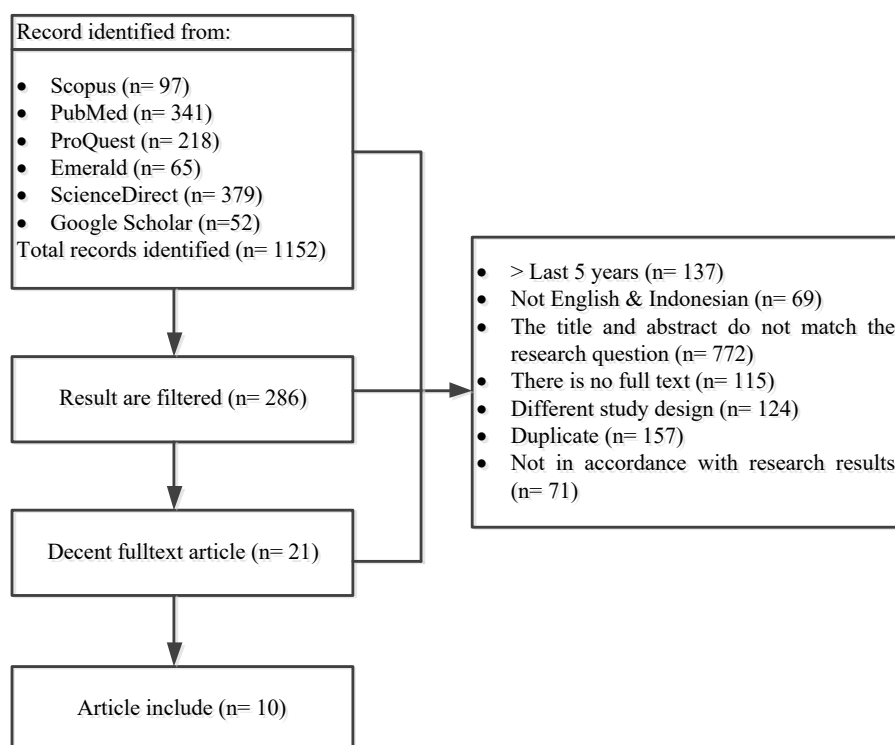 Record identified from:
• Scopus (n= 97)
• PubMed (n= 341)
• ProQuest (n= 218)
• Emerald (n= 65)
• ScienceDirect (n= 379)
• Google Scholar (n=52)
Total records identified (n= 1152)
Result are filtered (n= 286)
Decent fulltext article (n= 21)
Article include (n= 10)
• > Last 5 years (n= 137)
• Not English & Indonesian (n= 69)
• The title and abstract do not match the
research question (n= 772)
• There is no full text (n= 115)
• Different study design (n= 124)
• Duplicate (n= 157)
• Not in accordance with research results
(n= 71)